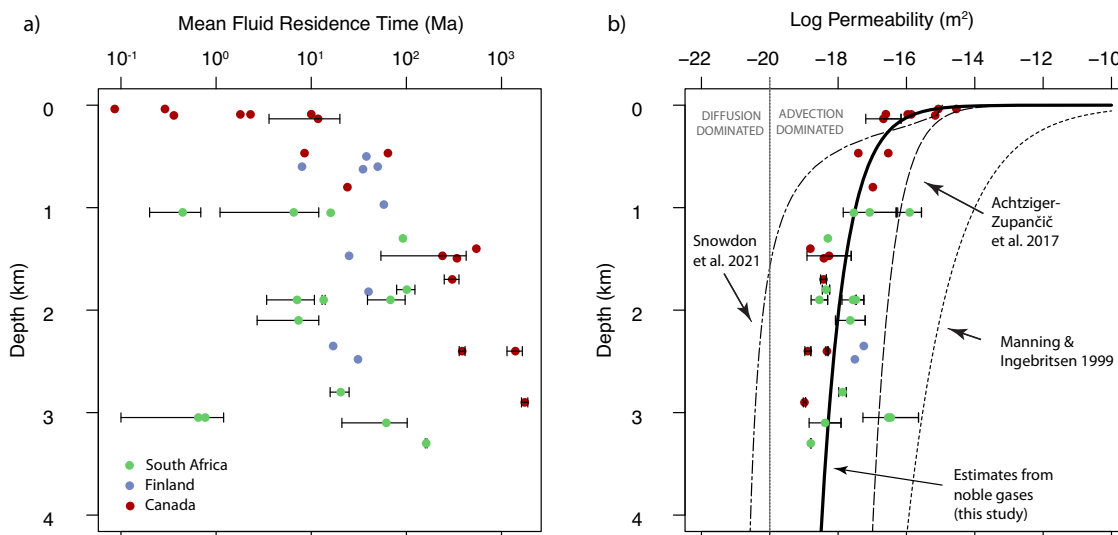 a)
Mean Fluid Residence Time (Ma)
10⁻¹ 10⁰ 10¹ 10² 10³
Depth (km)
0
1
2
3
4
South Africa
Finland
Canada
b)
Log Permeability (m²)
−22 −20 −18 −16 −14 −12 −10
DIFFUSION
DOMINATED
ADVECTION
DOMINATED
Depth (km)
0
1
2
3
4
Snowdon
et al. 2021
Achtziger-
Zupančič
et al. 2017
Manning &
Ingebritsen 1999
Estimates from
noble gases
(this study)